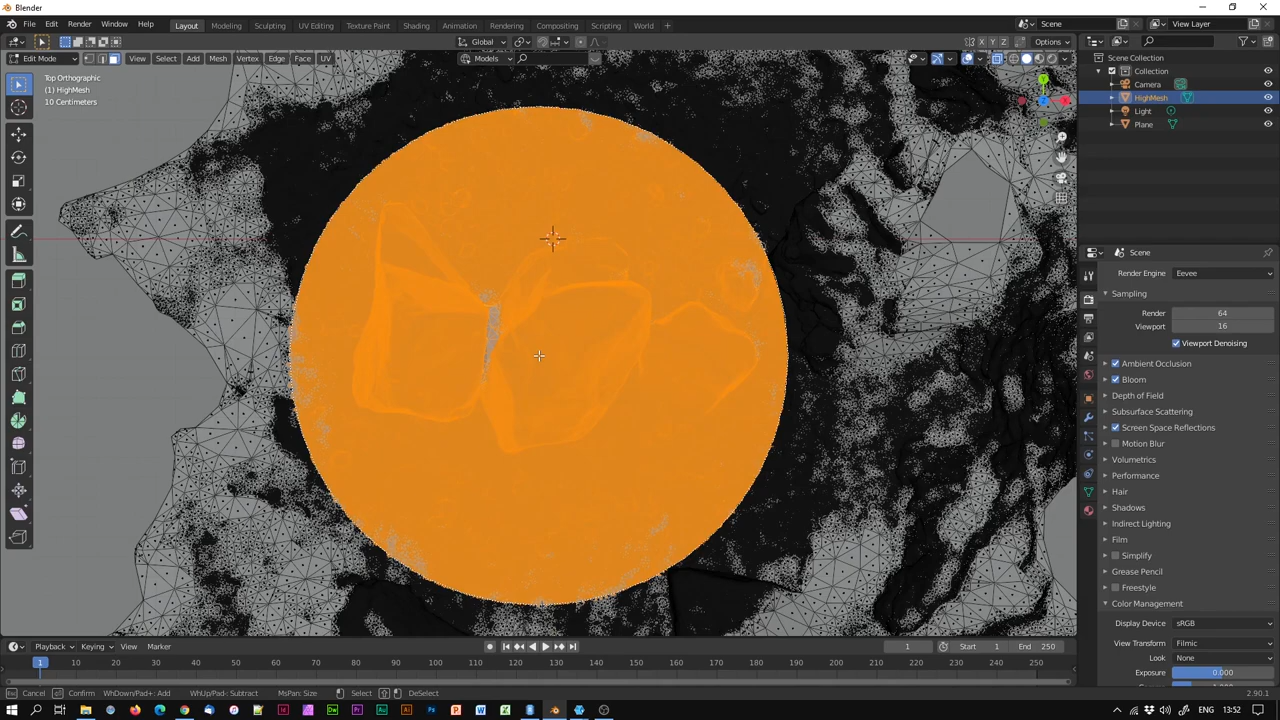 Blender
File Edit Render Window Help Layout Modeling Sculpting UV Editing Texture Paint Shading Animation Rendering Compositing Scripting World + Scene View Layer
Global X Y Z Options
Edit Mode View Select Add Mesh Vertex Edge Face UV Models
Top Orthographic
(1) HighMesh
10 Centimeters
Scene Collection
Collection
Camera
HighMesh
Light
Plane
Scene
Render Engine Eevee
Sampling
Render 64
Viewport 16
Viewport Denoising
Ambient Occlusion
Bloom
Depth of Field
Subsurface Scattering
Screen Space Reflections
Motion Blur
Volumetrics
Performance
Hair
Shadows
Indirect Lighting
Film
Simplify
Grease Pencil
Freestyle
Color Management
Display Device sRGB
View Transform Filmic
Look None
Exposure 0.000
Playback Keying View Marker 1 Start 1 End 250
1 10 20 30 40 50 60 70 80 90 100 110 120 130 140 150 160 170 180 190 200 210 220 230 240 250
Cancel Confirm WhDown/Pad+: Add WhUp/Pad-: Subtract MsPan: Size Select DeSelect 2.90.1
ENG 13:52